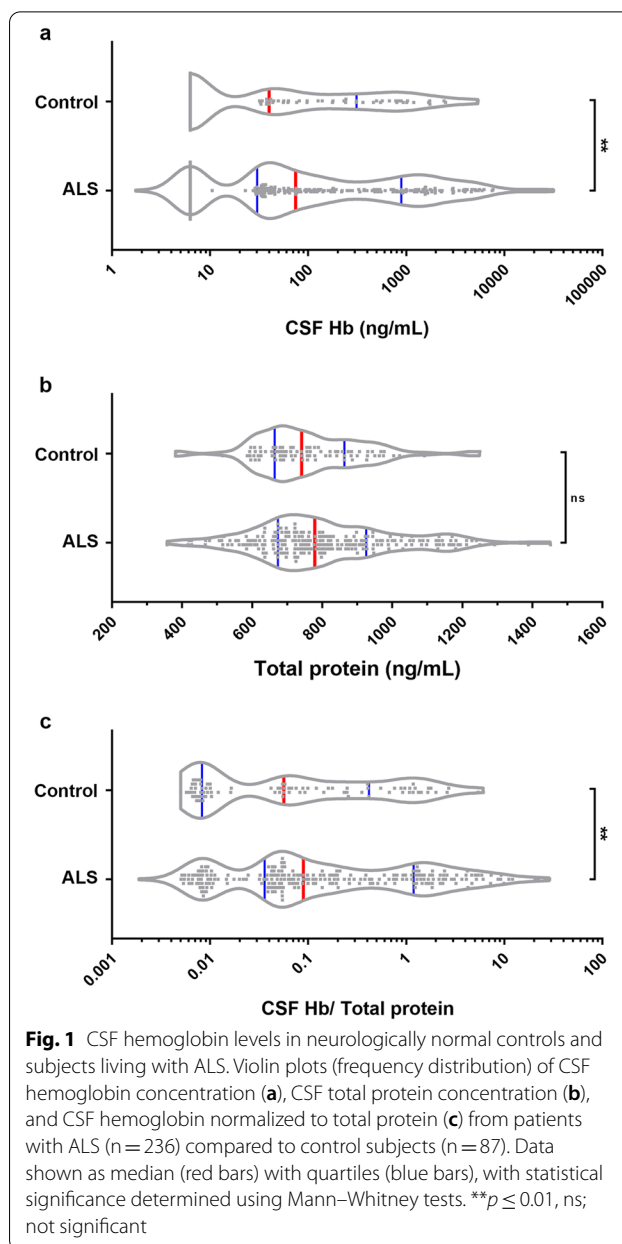 a
Control
**
ALS
1 10 100 1000 10000 100000
CSF Hb (ng/mL)
b
Control
ns
ALS
200 400 600 800 1000 1200 1400 1600
Total protein (ng/mL)
c
Control
**
ALS
0.001 0.01 0.1 1 10 100
CSF Hb/ Total protein
Fig. 1 CSF hemoglobin levels in neurologically normal controls and
subjects living with ALS. Violin plots (frequency distribution) of CSF
hemoglobin concentration (a), CSF total protein concentration (b),
and CSF hemoglobin normalized to total protein (c) from patients
with ALS (n = 236) compared to control subjects (n = 87). Data
shown as median (red bars) with quartiles (blue bars), with statistical
significance determined using Mann–Whitney tests. **p ≤ 0.01, ns;
not significant